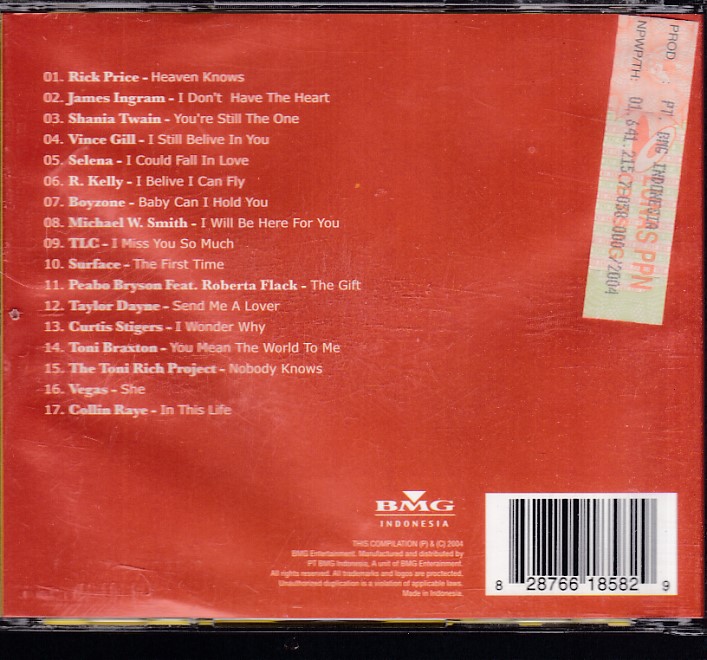 01. Rick Price - Heaven Knows
02. James Ingram - I Don't Have The Heart
03. Shania Twain - You're Still The One
04. Vince Gill - I Still Belive In You
05. Selena - I Could Fall In Love
06. R. Kelly - I Belive I Can Fly
07. Boyzone - Baby Can I Hold You
08. Michael W. Smith - I Will Be Here For You
09. TLC - I Miss You So Much
10. Surface - The First Time
11. Peabo Bryson Feat. Roberta Flack - The Gift
12. Taylor Dayne - Send Me A Lover
13. Curtis Stigers - I Wonder Why
14. Toni Braxton - You Mean The World To Me
15. The Toni Rich Project - Nobody Knows
16. Vegas - She
17. Collin Raye - In This Life
PROD : PT. BMG INDONESIA
NPWP/TH: 01.641.215.7-058.000/2004
LUNAS PPN
BMG
INDONESIA
THIS COMPILATION (P) & (C) 2004
BMG Entertainment. Manufactured and distributed by
PT BMG Indonesia, A unit of BMG Enterainment.
All rights reserved. All trademarks and logos are proctected.
Unauthorized duplication is a violation of applicable laws.
Made in Indonesia.
8 28766 18582 9